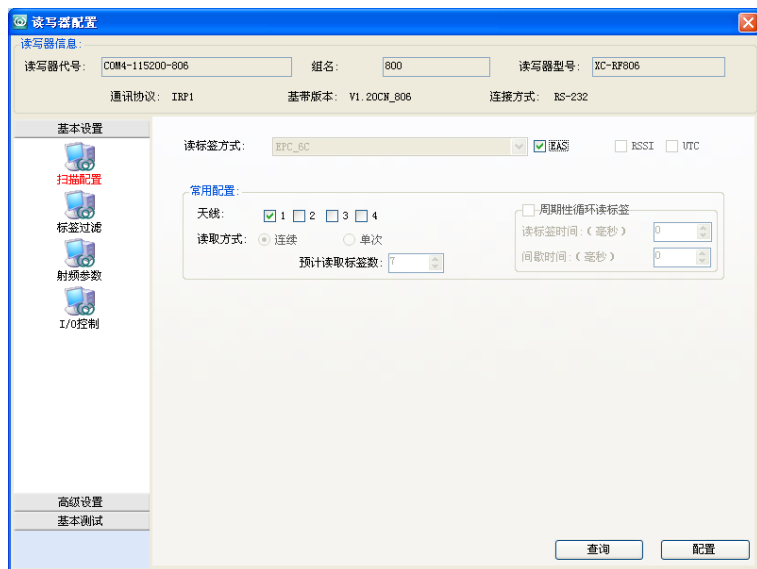 读写器配置
读写器信息:
读写器代号: COM4-115200-806 组名: 800 读写器型号: XC-RF806
通讯协议: IRP1 基带版本: V1.20CN_806 连接方式: RS-232
基本设置
扫描配置
标签过滤
射频参数
I/O控制
高级设置
基本测试
读标签方式: EPC_6C EAS RSSI UTC
常用配置:
天线: 1 2 3 4
读取方式: 连续 单次
预计读取标签数: 7
周期性循环读标签
读标签时间:(毫秒) 0
间歇时间:(毫秒) 0
查询 配置